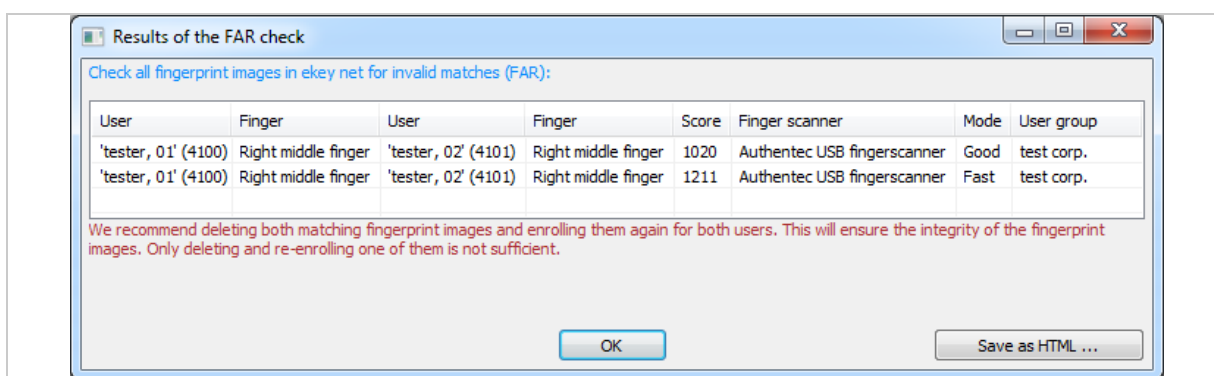 Results of the FAR check
Check all fingerprint images in ekey net for invalid matches (FAR):
User Finger User Finger Score Finger scanner Mode User group
'tester, 01' (4100) Right middle finger 'tester, 02' (4101) Right middle finger 1020 Authentec USB fingerscanner Good test corp.
'tester, 01' (4100) Right middle finger 'tester, 02' (4101) Right middle finger 1211 Authentec USB fingerscanner Fast test corp.
We recommend deleting both matching fingerprint images and enrolling them again for both users. This will ensure the integrity of the fingerprint
images. Only deleting and re-enrolling one of them is not sufficient.
OK Save as HTML ...